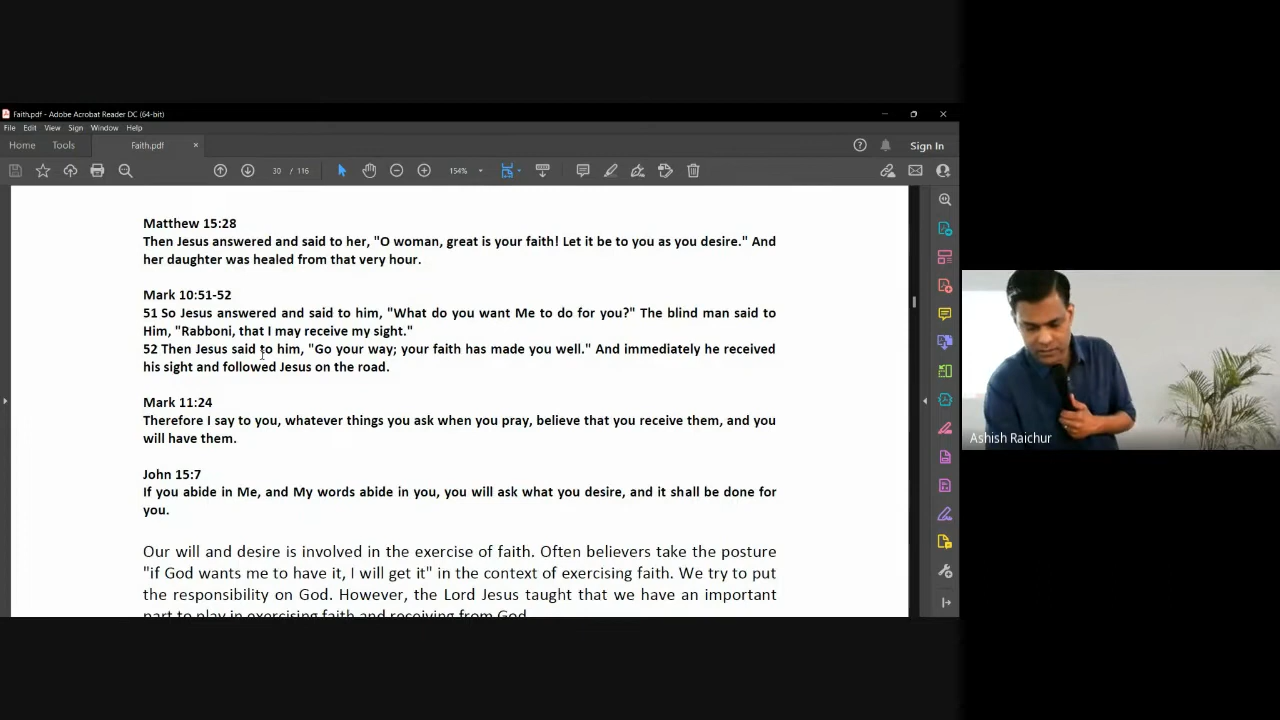 Faith.pdf - Adobe Acrobat Reader DC (64-bit)
File Edit View Sign Window Help
Home Tools Faith.pdf × Sign In
30 / 116 154%
Matthew 15:28
Then Jesus answered and said to her, "O woman, great is your faith! Let it be to you as you desire." And
her daughter was healed from that very hour.
Mark 10:51-52
51 So Jesus answered and said to him, "What do you want Me to do for you?" The blind man said to
Him, "Rabboni, that I may receive my sight."
52 Then Jesus said to him, "Go your way; your faith has made you well." And immediately he received
his sight and followed Jesus on the road.
Mark 11:24
Therefore I say to you, whatever things you ask when you pray, believe that you receive them, and you
will have them.
John 15:7
If you abide in Me, and My words abide in you, you will ask what you desire, and it shall be done for
you.
Our will and desire is involved in the exercise of faith. Often believers take the posture
"if God wants me to have it, I will get it" in the context of exercising faith. We try to put
the responsibility on God. However, the Lord Jesus taught that we have an important
part to play in exercising faith and receiving from God.
Ashish Raichur